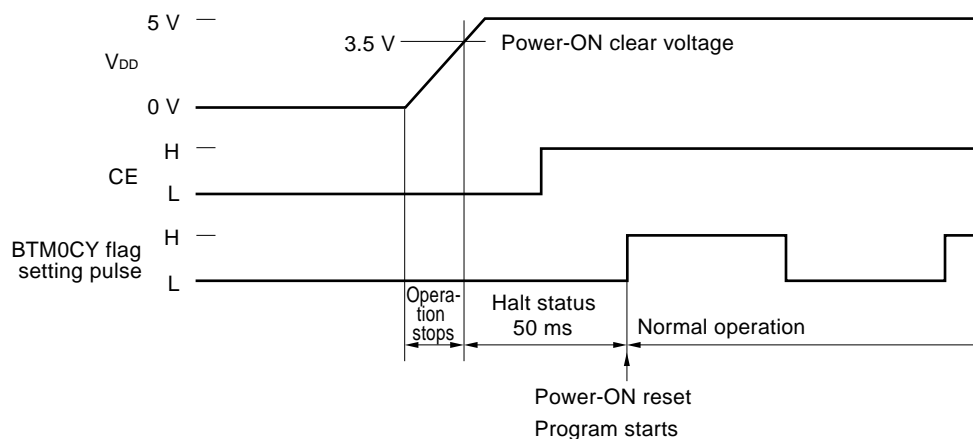 5 V
3.5 V
Power-ON clear voltage
VDD
0 V
H
CE
L
H
BTM0CY flag
setting pulse
L
Opera-
tion
stops
Halt status
50 ms
Normal operation
Power-ON reset
Program starts